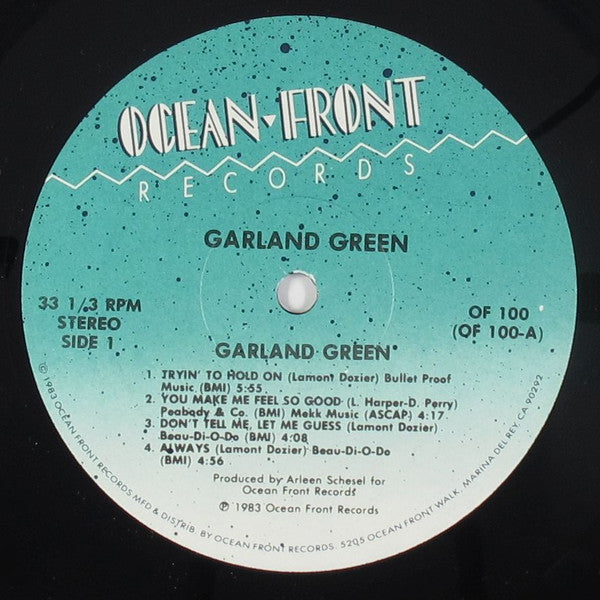 OCEAN FRONT
RECORDS
GARLAND GREEN
33 1/3 RPM
STEREO
SIDE 1
OF 100
(OF 100-A)
GARLAND GREEN
1. TRYIN' TO HOLD ON (Lamont Dozier) Bullet Proof
Music (BMI) 5:55
2. YOU MAKE ME FEEL SO GOOD (L. Harper-D. Perry)
Peabody & Co. (BMI) Mekk Music (ASCAP) 4:17
3. DON'T TELL ME, LET ME GUESS (Lamont Dozier)
Beau-Di-O-Do (BMI) 4:08
4. ALWAYS (Lamont Dozier) Beau-Di-O-Do
(BMI) 4:56
Produced by Arleen Schesel for
Ocean Front Records
℗ 1983 Ocean Front Records
© 1983 OCEAN FRONT RECORDS MFD & DISTRIB. BY OCEAN FRONT RECORDS, 5205 OCEAN FRONT WALK, MARINA DEL REY, CA 90292